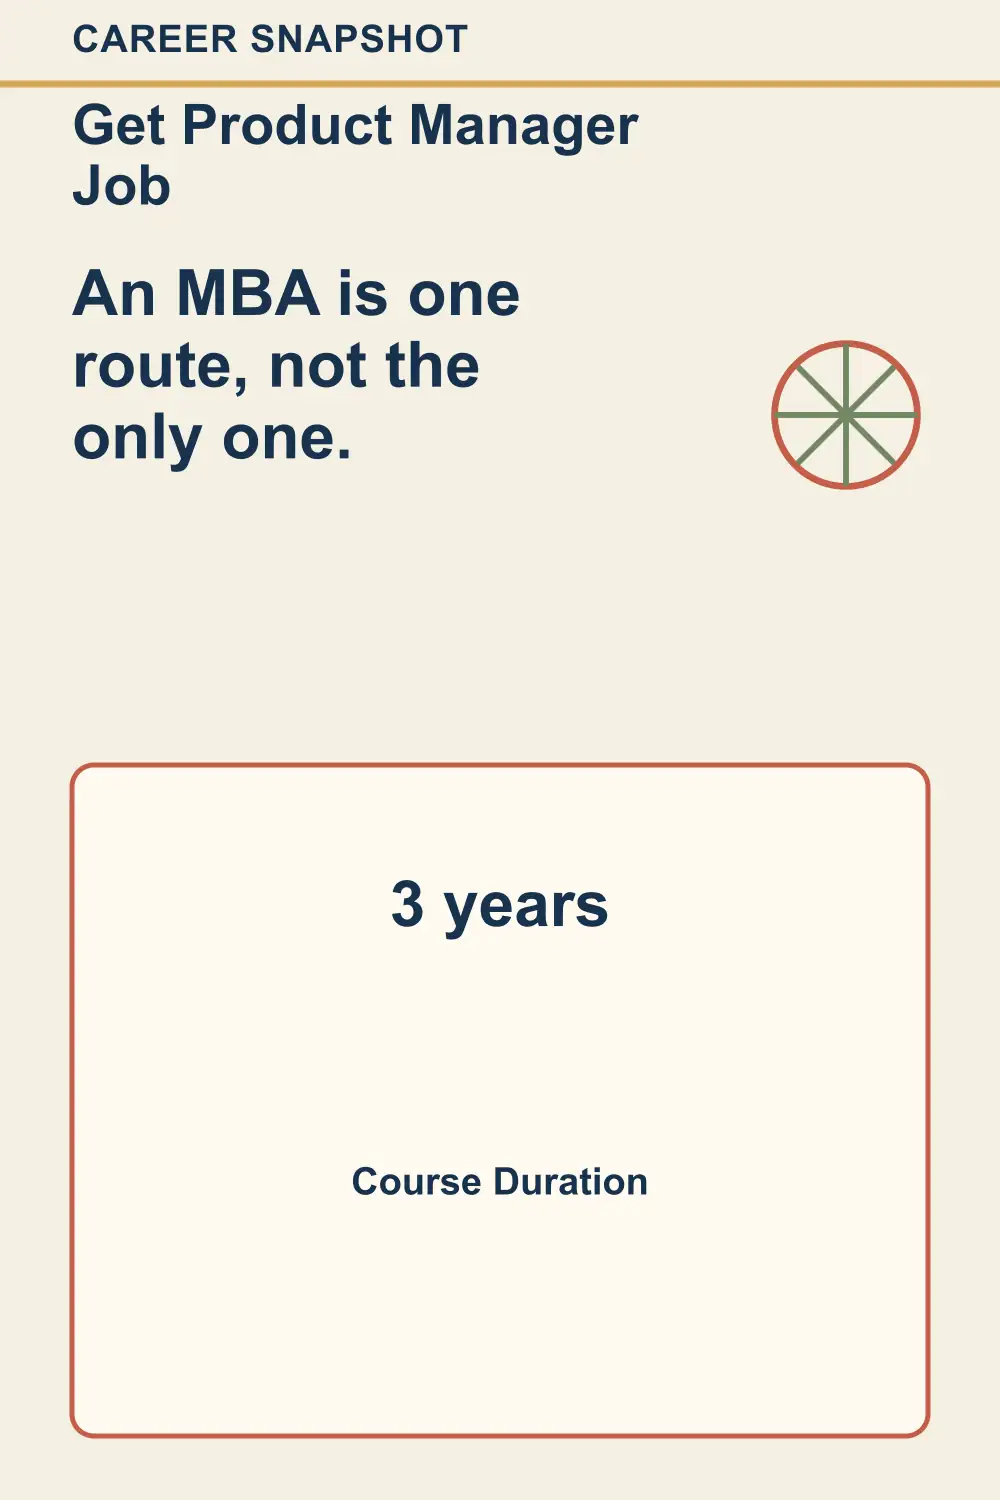 CAREER SNAPSHOT
Get Product Manager
Job
An MBA is one
route, not the
only one.
3 years
Course Duration